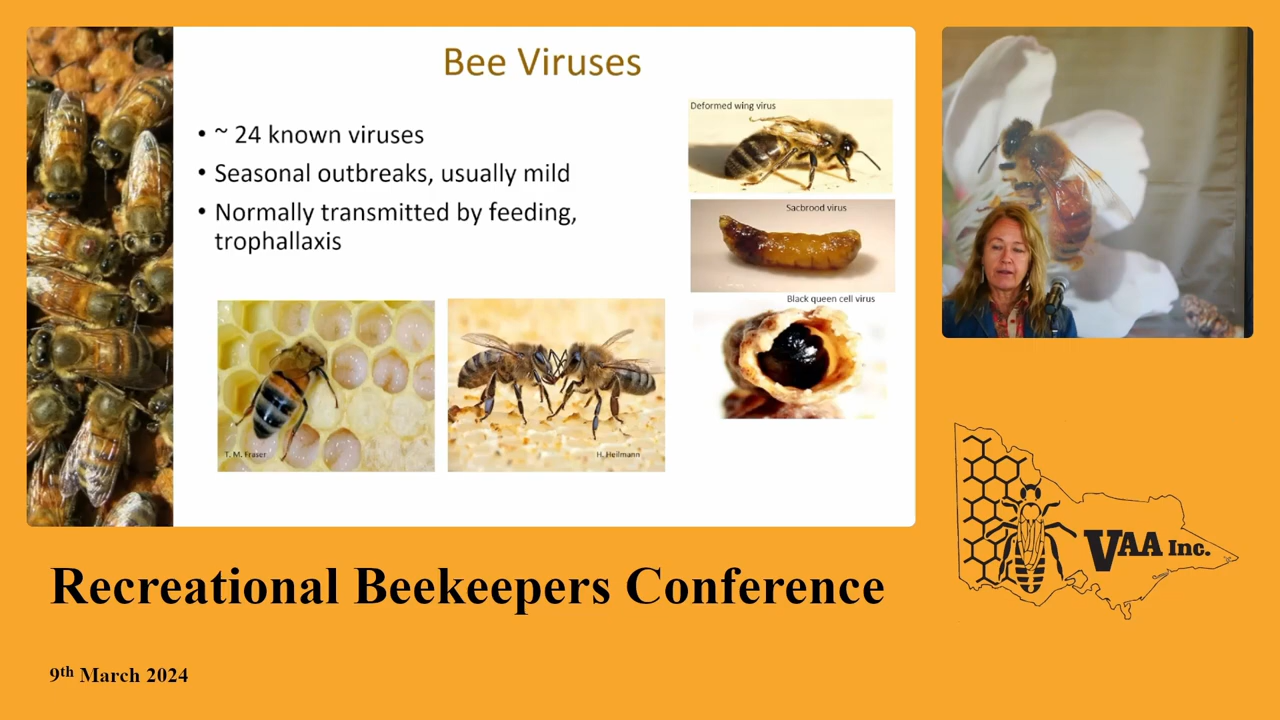 Bee Viruses
• ~ 24 known viruses
• Seasonal outbreaks, usually mild
• Normally transmitted by feeding,
trophallaxis
Deformed wing virus
Sacbrood virus
Black queen cell virus
T. M. Fraser
H. Heilmann
VAA Inc.
Recreational Beekeepers Conference
9th March 2024